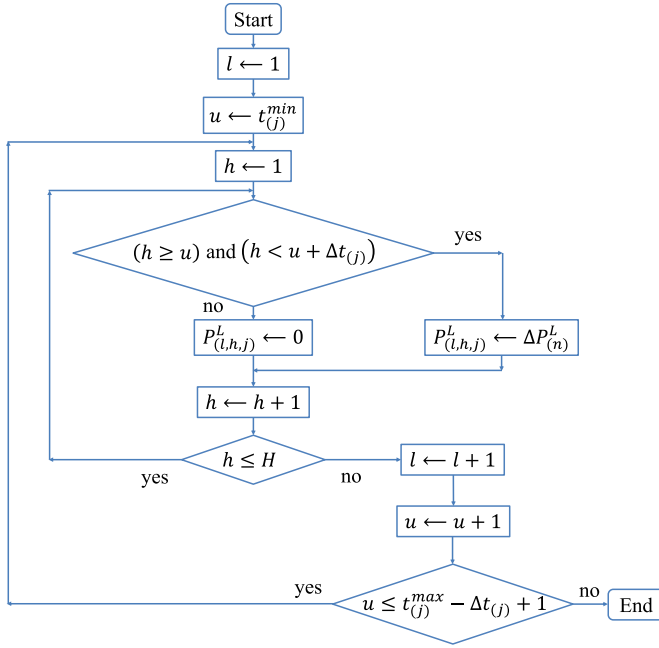 Start
l ← 1
u ← t_{(j)}^{min}
h ← 1
(h ≥ u) and (h < u + Δt_{(j)})
yes
no
P_{(l,h,j)}^{L} ← 0
P_{(l,h,j)}^{L} ← ΔP_{(n)}^{L}
h ← h + 1
h ≤ H
yes
no
l ← l + 1
u ← u + 1
u ≤ t_{(j)}^{max} − Δt_{(j)} + 1
yes
no
End